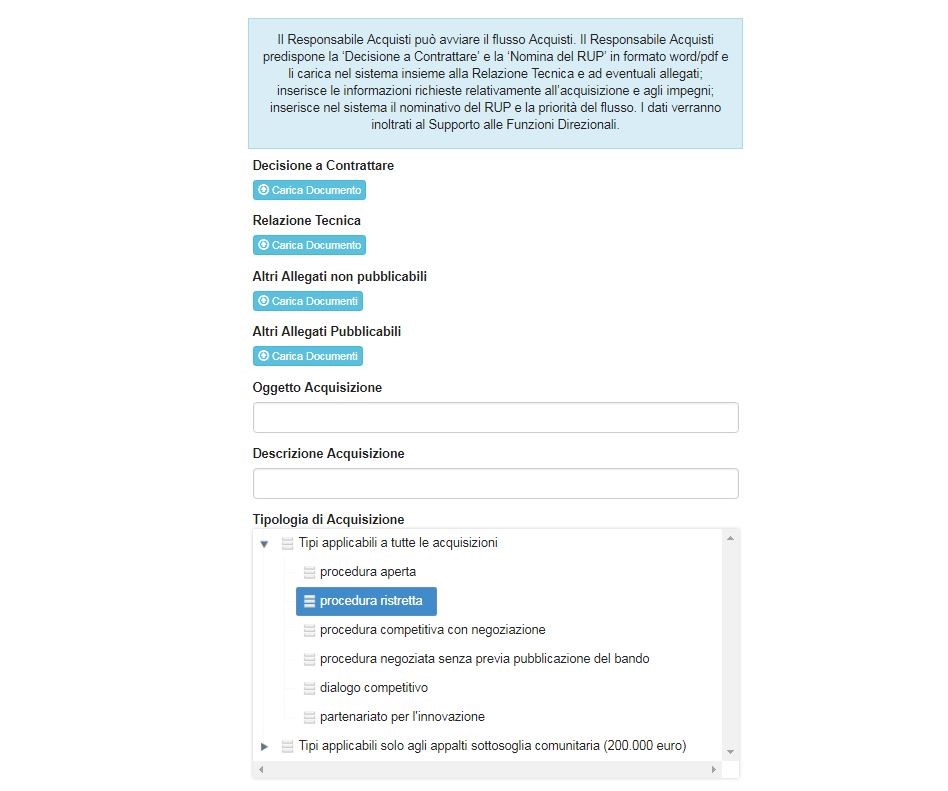 Il Responsabile Acquisti può avviare il flusso Acquisti. Il Responsabile Acquisti
predispone la ‘Decisione a Contrattare’ e la ‘Nomina del RUP’ in formato word/pdf e
li carica nel sistema insieme alla Relazione Tecnica e ad eventuali allegati;
inserisce le informazioni richieste relativamente all’acquisizione e agli impegni;
inserisce nel sistema il nominativo del RUP e la priorità del flusso. I dati verranno
inoltrati al Supporto alle Funzioni Direzionali.
Decisione a Contrattare
Carica Documento
Relazione Tecnica
Carica Documento
Altri Allegati non pubblicabili
Carica Documenti
Altri Allegati Pubblicabili
Carica Documenti
Oggetto Acquisizione
Descrizione Acquisizione
Tipologia di Acquisizione
Tipi applicabili a tutte le acquisizioni
procedura aperta
procedura ristretta
procedura competitiva con negoziazione
procedura negoziata senza previa pubblicazione del bando
dialogo competitivo
partenariato per l'innovazione
Tipi applicabili solo agli appalti sottosoglia comunitaria (200.000 euro)